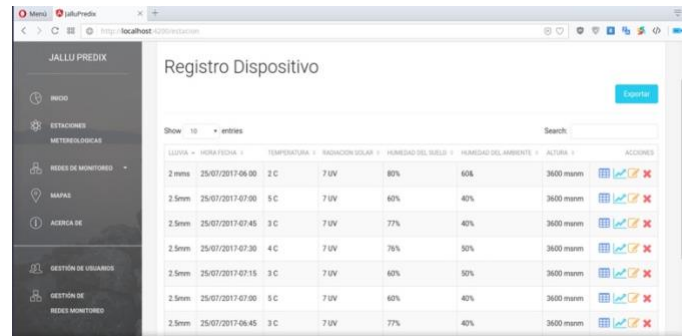 Menú JalluPredix
http://localhost:4200/estacion
JALLU PREDIX
INICIO
ESTACIONES
METEREOLOGICAS
REDES DE MONITOREO
MAPAS
ACERCA DE
GESTIÓN DE USUARIOS
GESTIÓN DE
REDES MONITOREO
Registro Dispositivo
Exportar
Show 10 entries Search:
LLUVIA HORA FECHA TEMPERATURA RADIACION SOLAR HUMEDAD DEL SUELO HUMEDAD DEL AMBIENTE ALTURA ACCIONES
2 mms 25/07/2017-06:00 2 C 7 UV 80% 60& 3600 msnm
2.5mm 25/07/2017-07:00 5 C 7 UV 60% 40% 3600 msnm
2.5mm 25/07/2017-07:45 3 C 7 UV 77% 40% 3600 msnm
2.5mm 25/07/2017-07:30 4 C 7 UV 76% 50% 3600 msnm
2.5mm 25/07/2017-07:15 3 C 7 UV 60% 50% 3600 msnm
2.5mm 25/07/2017-07:00 5 C 7 UV 60% 40% 3600 msnm
2.5mm 25/07/2017-06:45 3 C 7 UV 77% 40% 3600 msnm